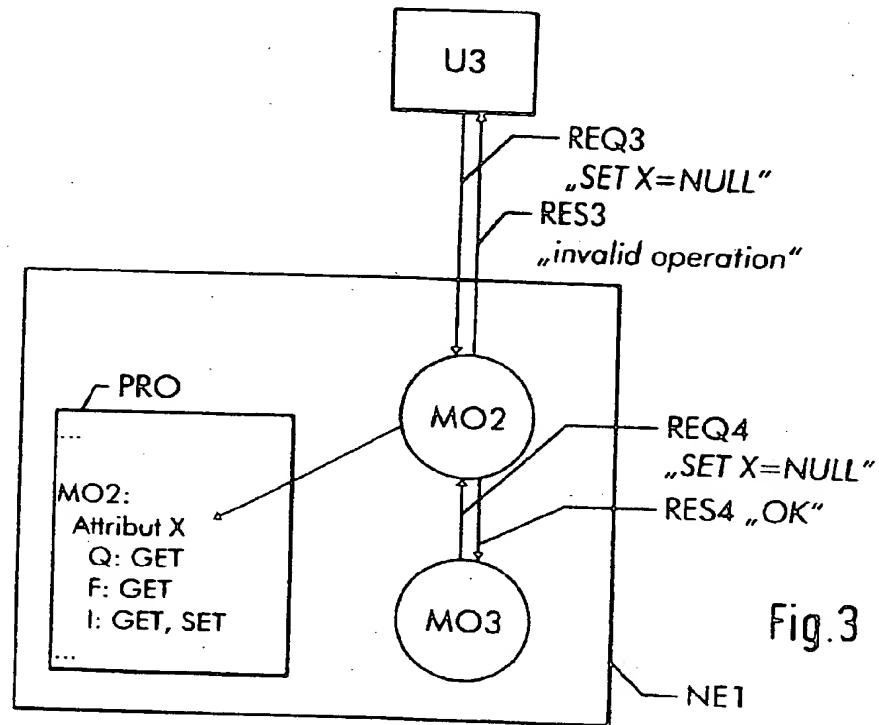 U3
REQ3
„SET X=NULL"
RES3
„invalid operation"
PRO
...
MO2:
Attribut X
Q: GET
F: GET
I: GET, SET
...
MO2
REQ4
„SET X=NULL"
RES4 „OK"
MO3
Fig.3
NE1